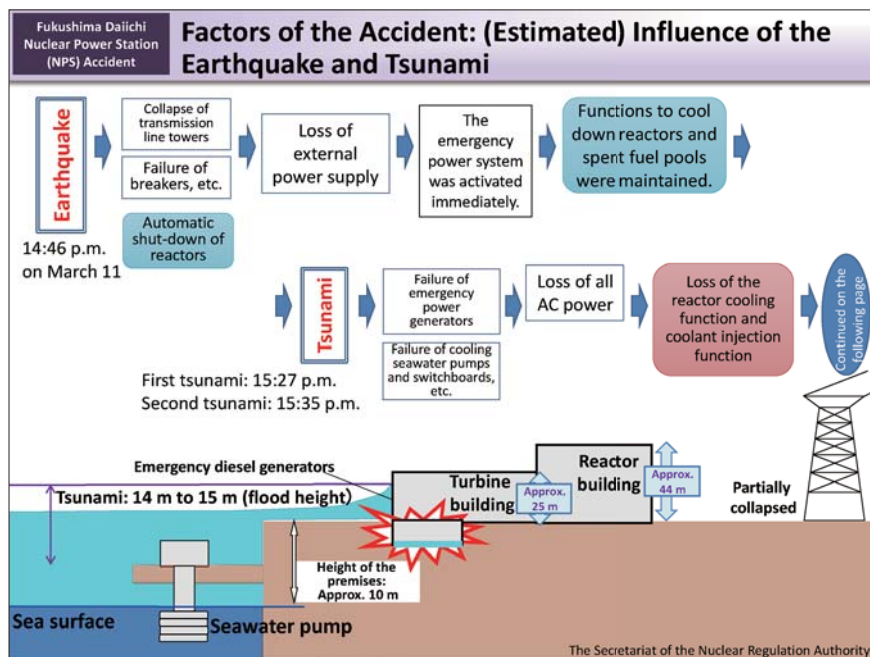 Fukushima Daiichi
Nuclear Power Station
(NPS) Accident
Factors of the Accident: (Estimated) Influence of the
Earthquake and Tsunami
Earthquake
14:46 p.m.
on March 11
Collapse of
transmission
line towers
Failure of
breakers, etc.
Automatic
shut-down of
reactors
Loss of
external
power supply
The
emergency
power system
was activated
immediately.
Functions to cool
down reactors and
spent fuel pools
were maintained.
Tsunami
First tsunami: 15:27 p.m.
Second tsunami: 15:35 p.m.
Failure of
emergency
power
generators
Failure of cooling
seawater pumps
and switchboards,
etc.
Loss of all
AC power
Loss of the
reactor cooling
function and
coolant injection
function
Continued on the
following page
Emergency diesel generators
Tsunami: 14 m to 15 m (flood height)
Turbine
building
Approx.
25 m
Reactor
building
Approx.
44 m
Partially
collapsed
Height of the
premises:
Approx. 10 m
Sea surface
Seawater pump
The Secretariat of the Nuclear Regulation Authority